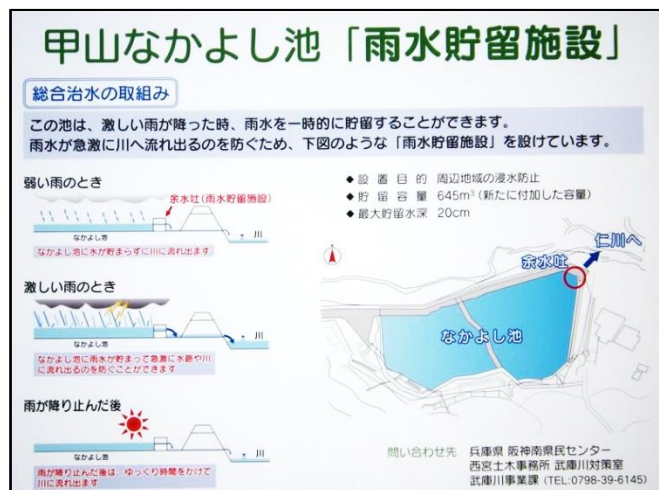 甲山なかよし池「雨水貯留施設」
総合治水の取組み
この池は、激しい雨が降った時、雨水を一時的に貯留することができます。
雨水が急激に川へ流れ出るのを防ぐため、下図のような「雨水貯留施設」を設けています。
弱い雨のとき
余水吐(雨水貯留施設)
川
なかよし池
なかよし池に水が貯まらずに川に流れ出ます
激しい雨のとき
川
なかよし池
なかよし池に雨水が貯まって急激に水路や川
に流れ出るのを防ぐことができます
雨が降り止んだ後
川
なかよし池
雨が降り止んだ後は、ゆっくり時間をかけて
川に流れ出ます
◆設置目的 周辺地域の浸水防止
◆貯留容量 645m³(新たに付加した容量)
◆最大貯留水深 20cm
仁川へ
余水吐
なかよし池
問い合わせ先 兵庫県 阪神南県民センター
西宮土木事務所 武庫川対策室
武庫川事業課(TEL:0798-39-6145)